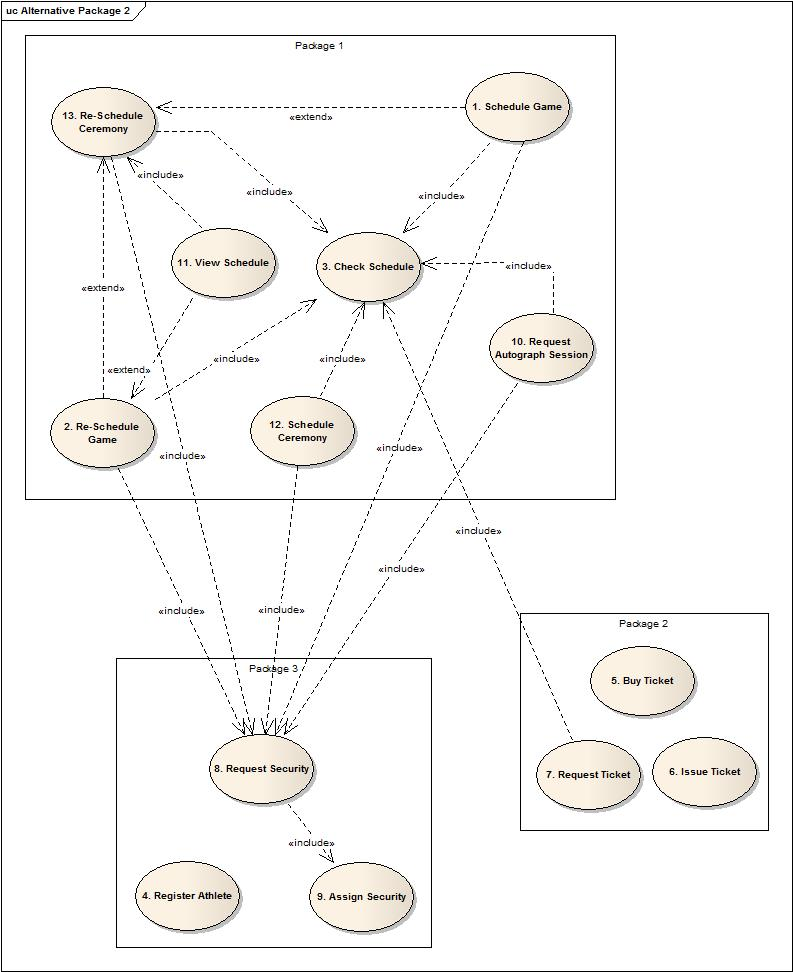 uc Alternative Package 2
Package 1
13. Re-Schedule
Ceremony
1. Schedule Game
«extend»
«include»
«include»
«include»
11. View Schedule
3. Check Schedule
«include»
«extend»
10. Request
Autograph Session
«include»
«include»
«extend»
2. Re-Schedule
Game
12. Schedule
Ceremony
«include»
«include»
«include»
«include»
«include»
«include»
Package 2
Package 3
5. Buy Ticket
8. Request Security
7. Request Ticket
6. Issue Ticket
«include»
4. Register Athlete
9. Assign Security